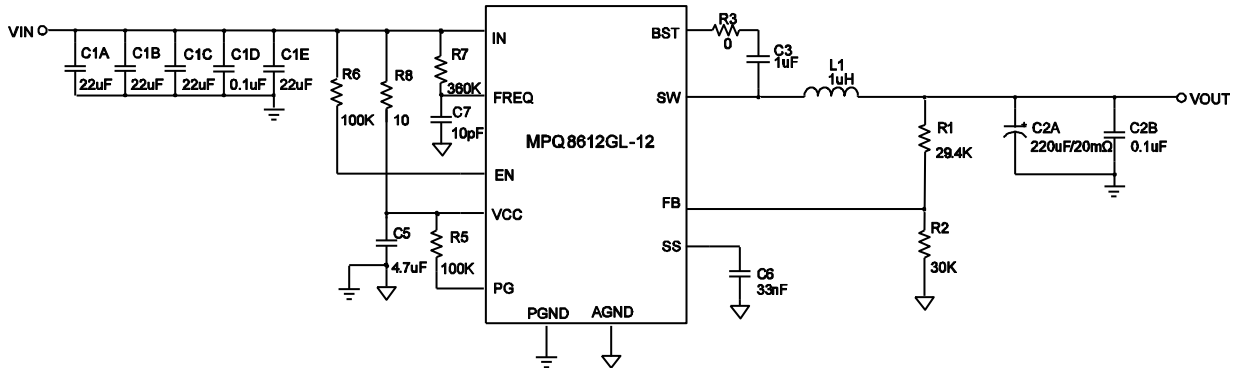 VIN
C1A
22uF
C1B
22uF
C1C
22uF
C1D
0.1uF
C1E
22uF
R6
100K
R8
10
R7
360K
C7
10pF
C5
4.7uF
R5
100K
IN
FREQ
EN
VCC
PG
MPQ8612GL-12
PGND
AGND
BST
SW
FB
SS
R3
0
C3
1uF
L1
1uH
R1
29.4K
R2
30K
C6
33nF
+
C2A
220uF/20mΩ
C2B
0.1uF
VOUT